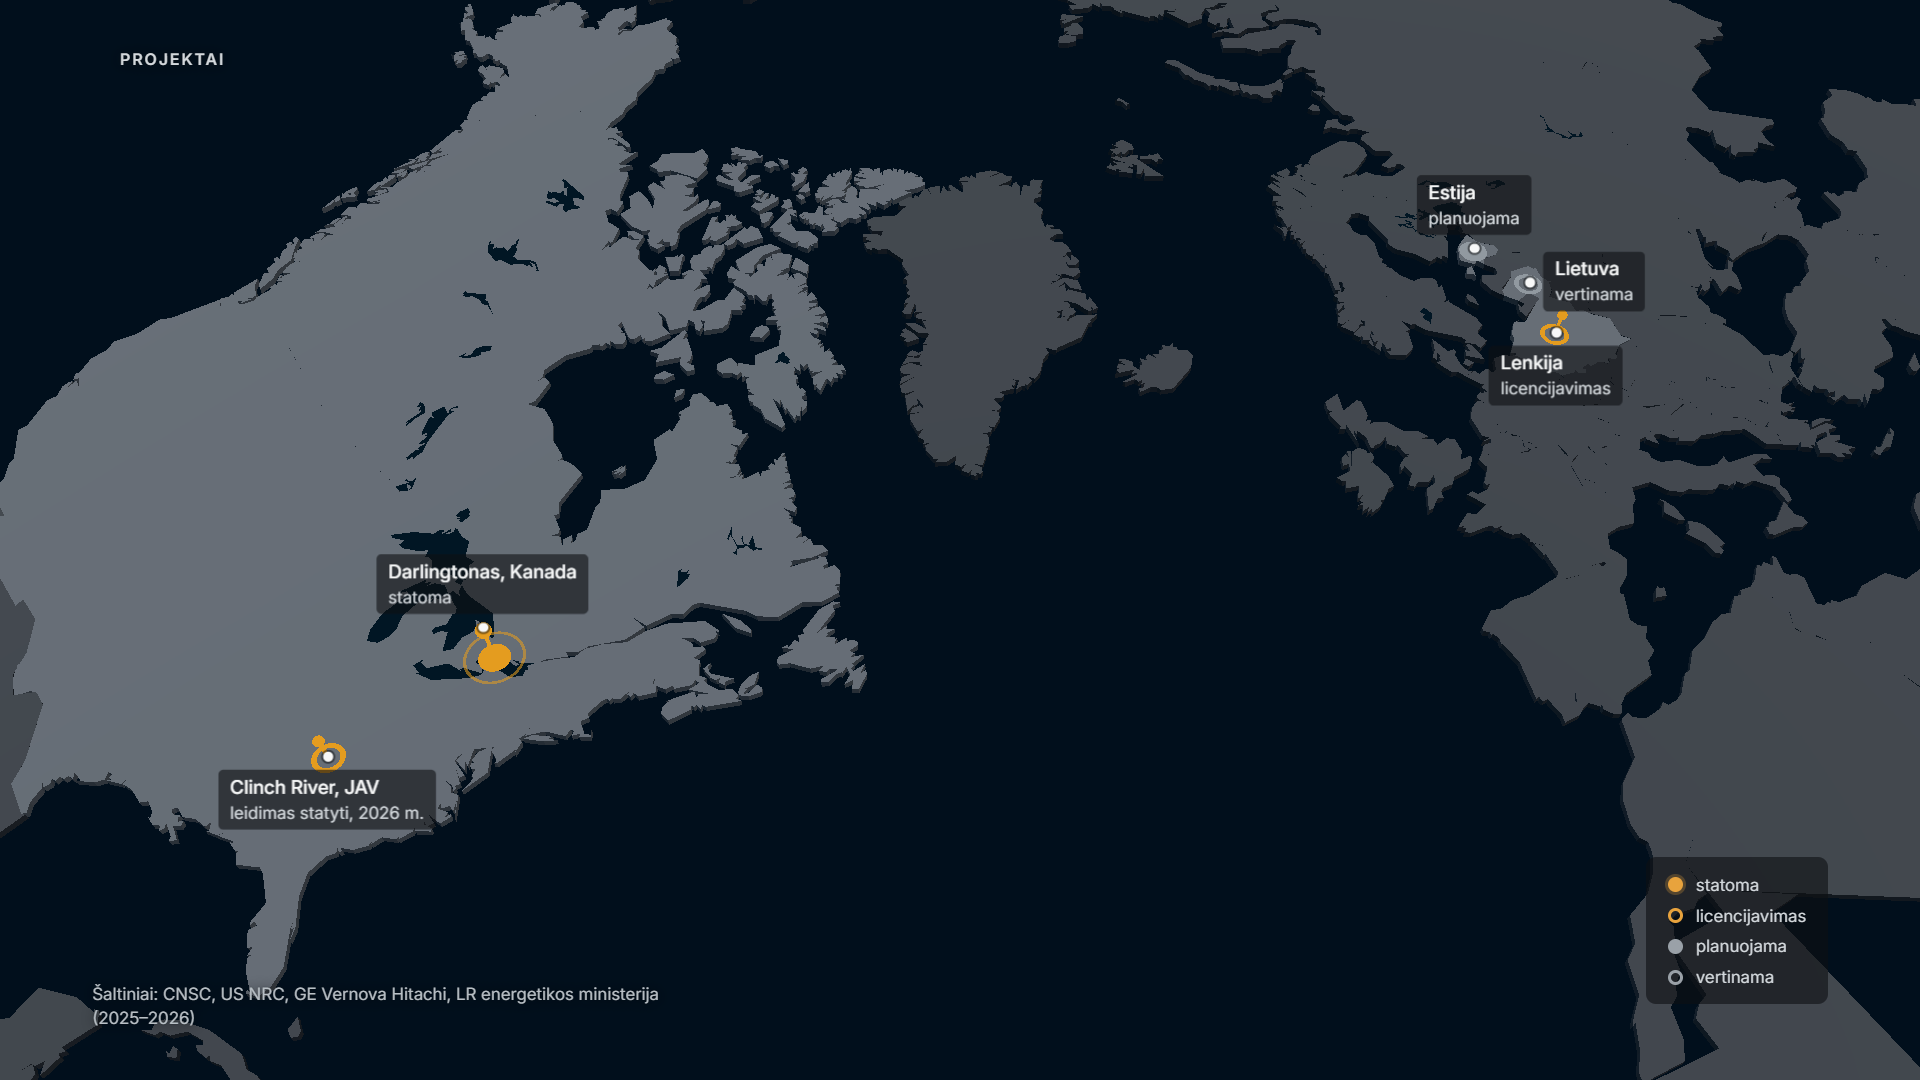 PROJEKTAI
Estija
planuojama
Lietuva
vertinama
Lenkija
licencijavimas
Darlingtonas, Kanada
statoma
Clinch River, JAV
leidimas statyti, 2026 m.
statoma
licencijavimas
planuojama
vertinama
Šaltiniai: CNSC, US NRC, GE Vernova Hitachi, LR energetikos ministerija
(2025–2026)